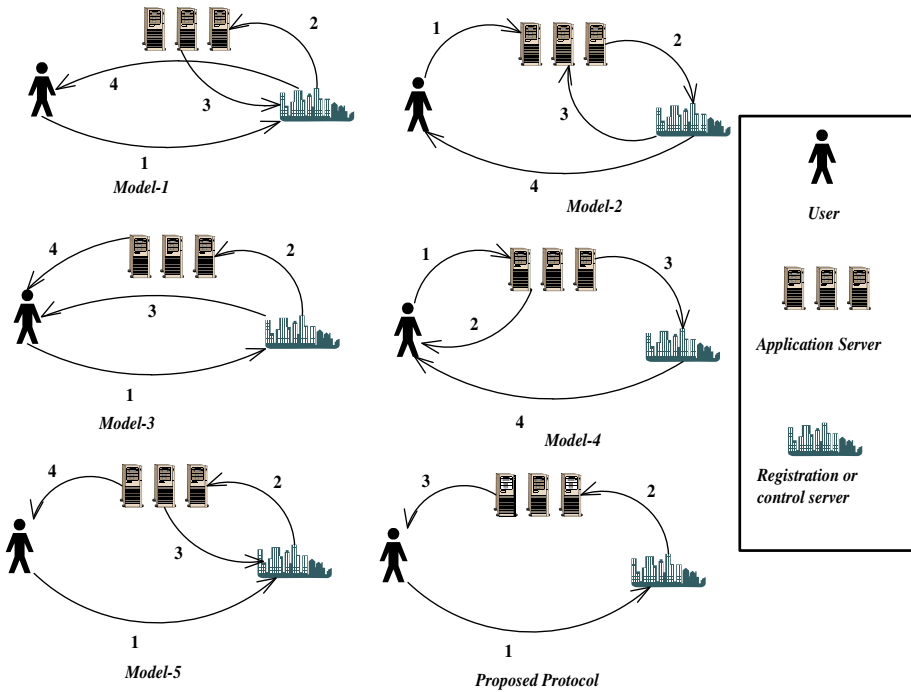 2
4
3
1
Model-1
1
2
3
4
Model-2
User
Application Server
Registration or
control server
4
2
3
1
Model-3
1
3
2
4
Model-4
4
2
3
1
Model-5
3
2
1
Proposed Protocol